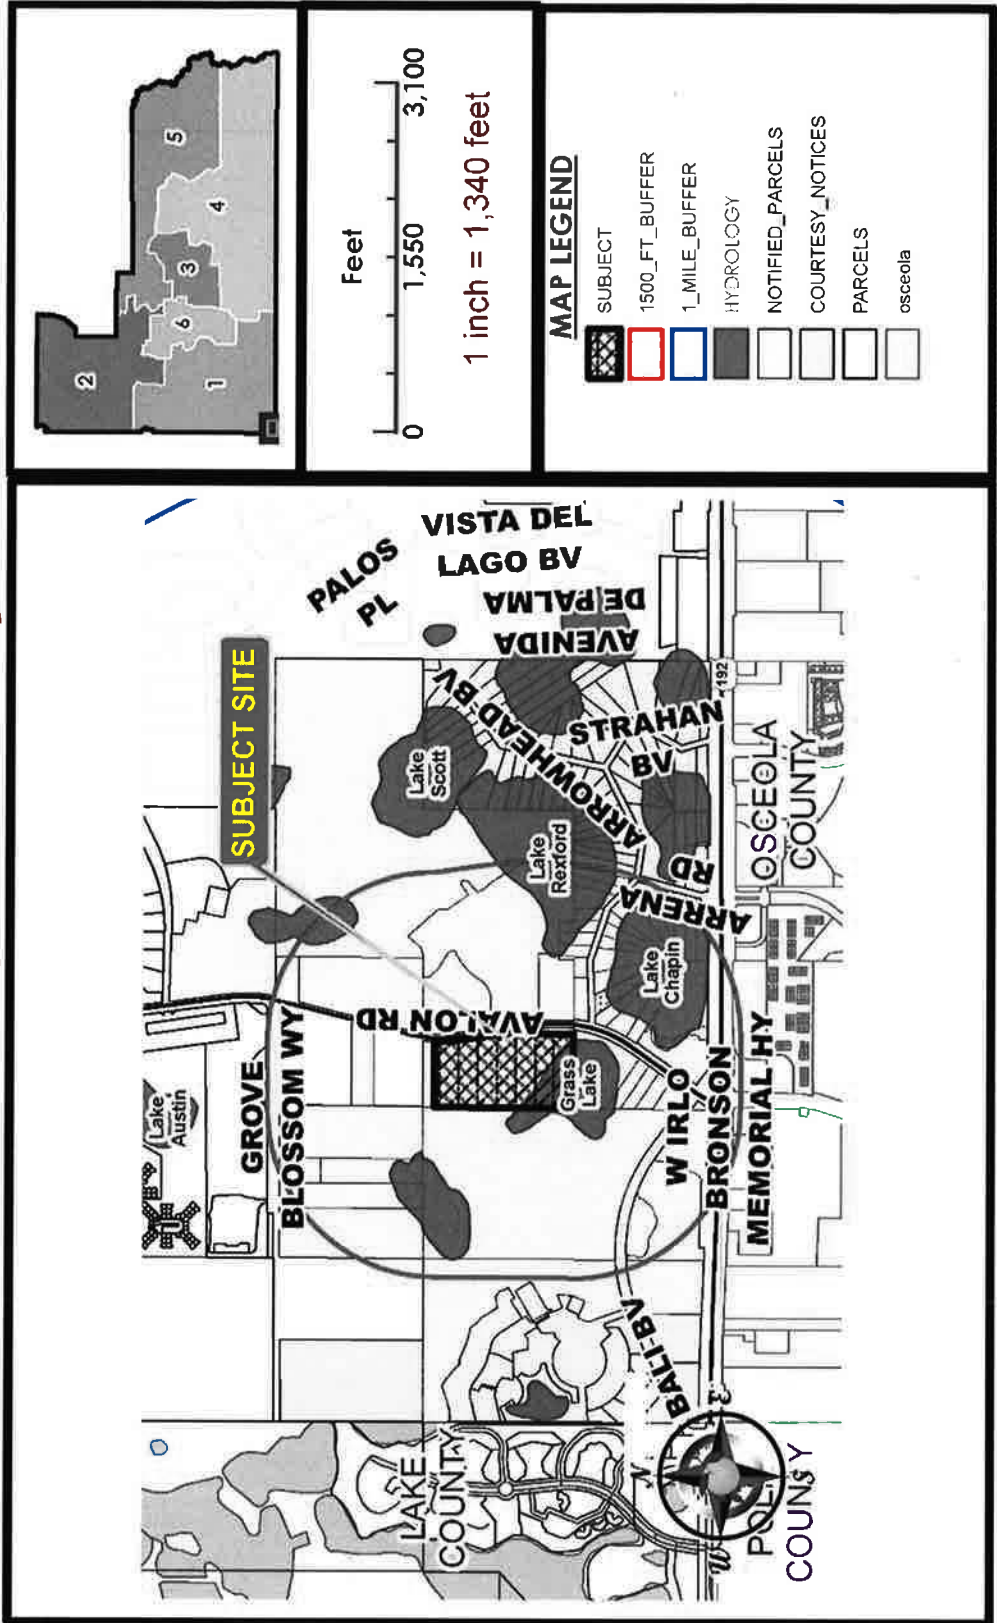 SUBJECT SITE
PALOS
PL
VISTA DEL
LAGO BV
AVENIDA
DE PALMA
GROVE
BLOSSOM WY
Lake
Austin
AVALON RD
Lake
Scott
Lake
Rexford
ARROWHEAD BV
STRAHAN
BV
Grass
Lake
Lake
Chapin
ARRENA
RD
W IRLO
BRONSON
MEMORIAL HY
192
BALI BV
LAKE
COUNTY
OSCEOLA
COUNTY
N
E
S
W
2
5
3
4
6
1
Feet
0
1,550
3,100
1 inch = 1,340 feet
MAP LEGEND
SUBJECT
1500_FT_BUFFER
1_MILE_BUFFER
HYDROLOGY
NOTIFIED_PARCELS
COURTESY_NOTICES
PARCELS
osceola